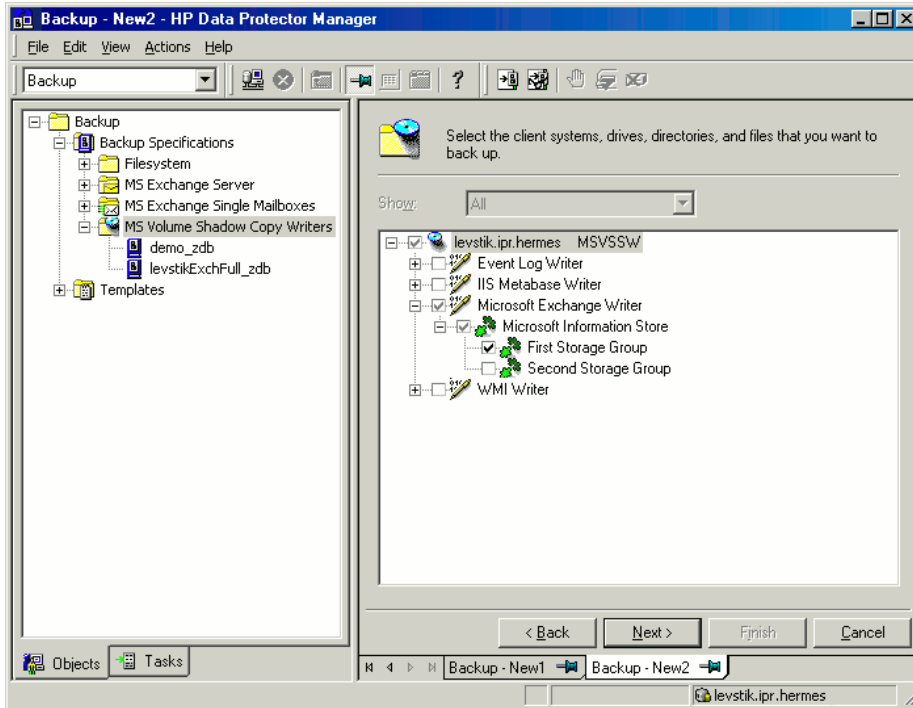 Backup - New2 - HP Data Protector Manager
File Edit View Actions Help
Backup
?
Backup
Backup Specifications
Filesystem
MS Exchange Server
MS Exchange Single Mailboxes
MS Volume Shadow Copy Writers
demo_zdb
levstikExchFull_zdb
Templates
Objects Tasks
Select the client systems, drives, directories, and files that you want to
back up.
Show: All
levstik.ipr.hermes MSVSSW
Event Log Writer
IIS Metabase Writer
Microsoft Exchange Writer
Microsoft Information Store
First Storage Group
Second Storage Group
WMI Writer
< Back Next > Finish Cancel
Backup - New1 Backup - New2
levstik.ipr.hermes